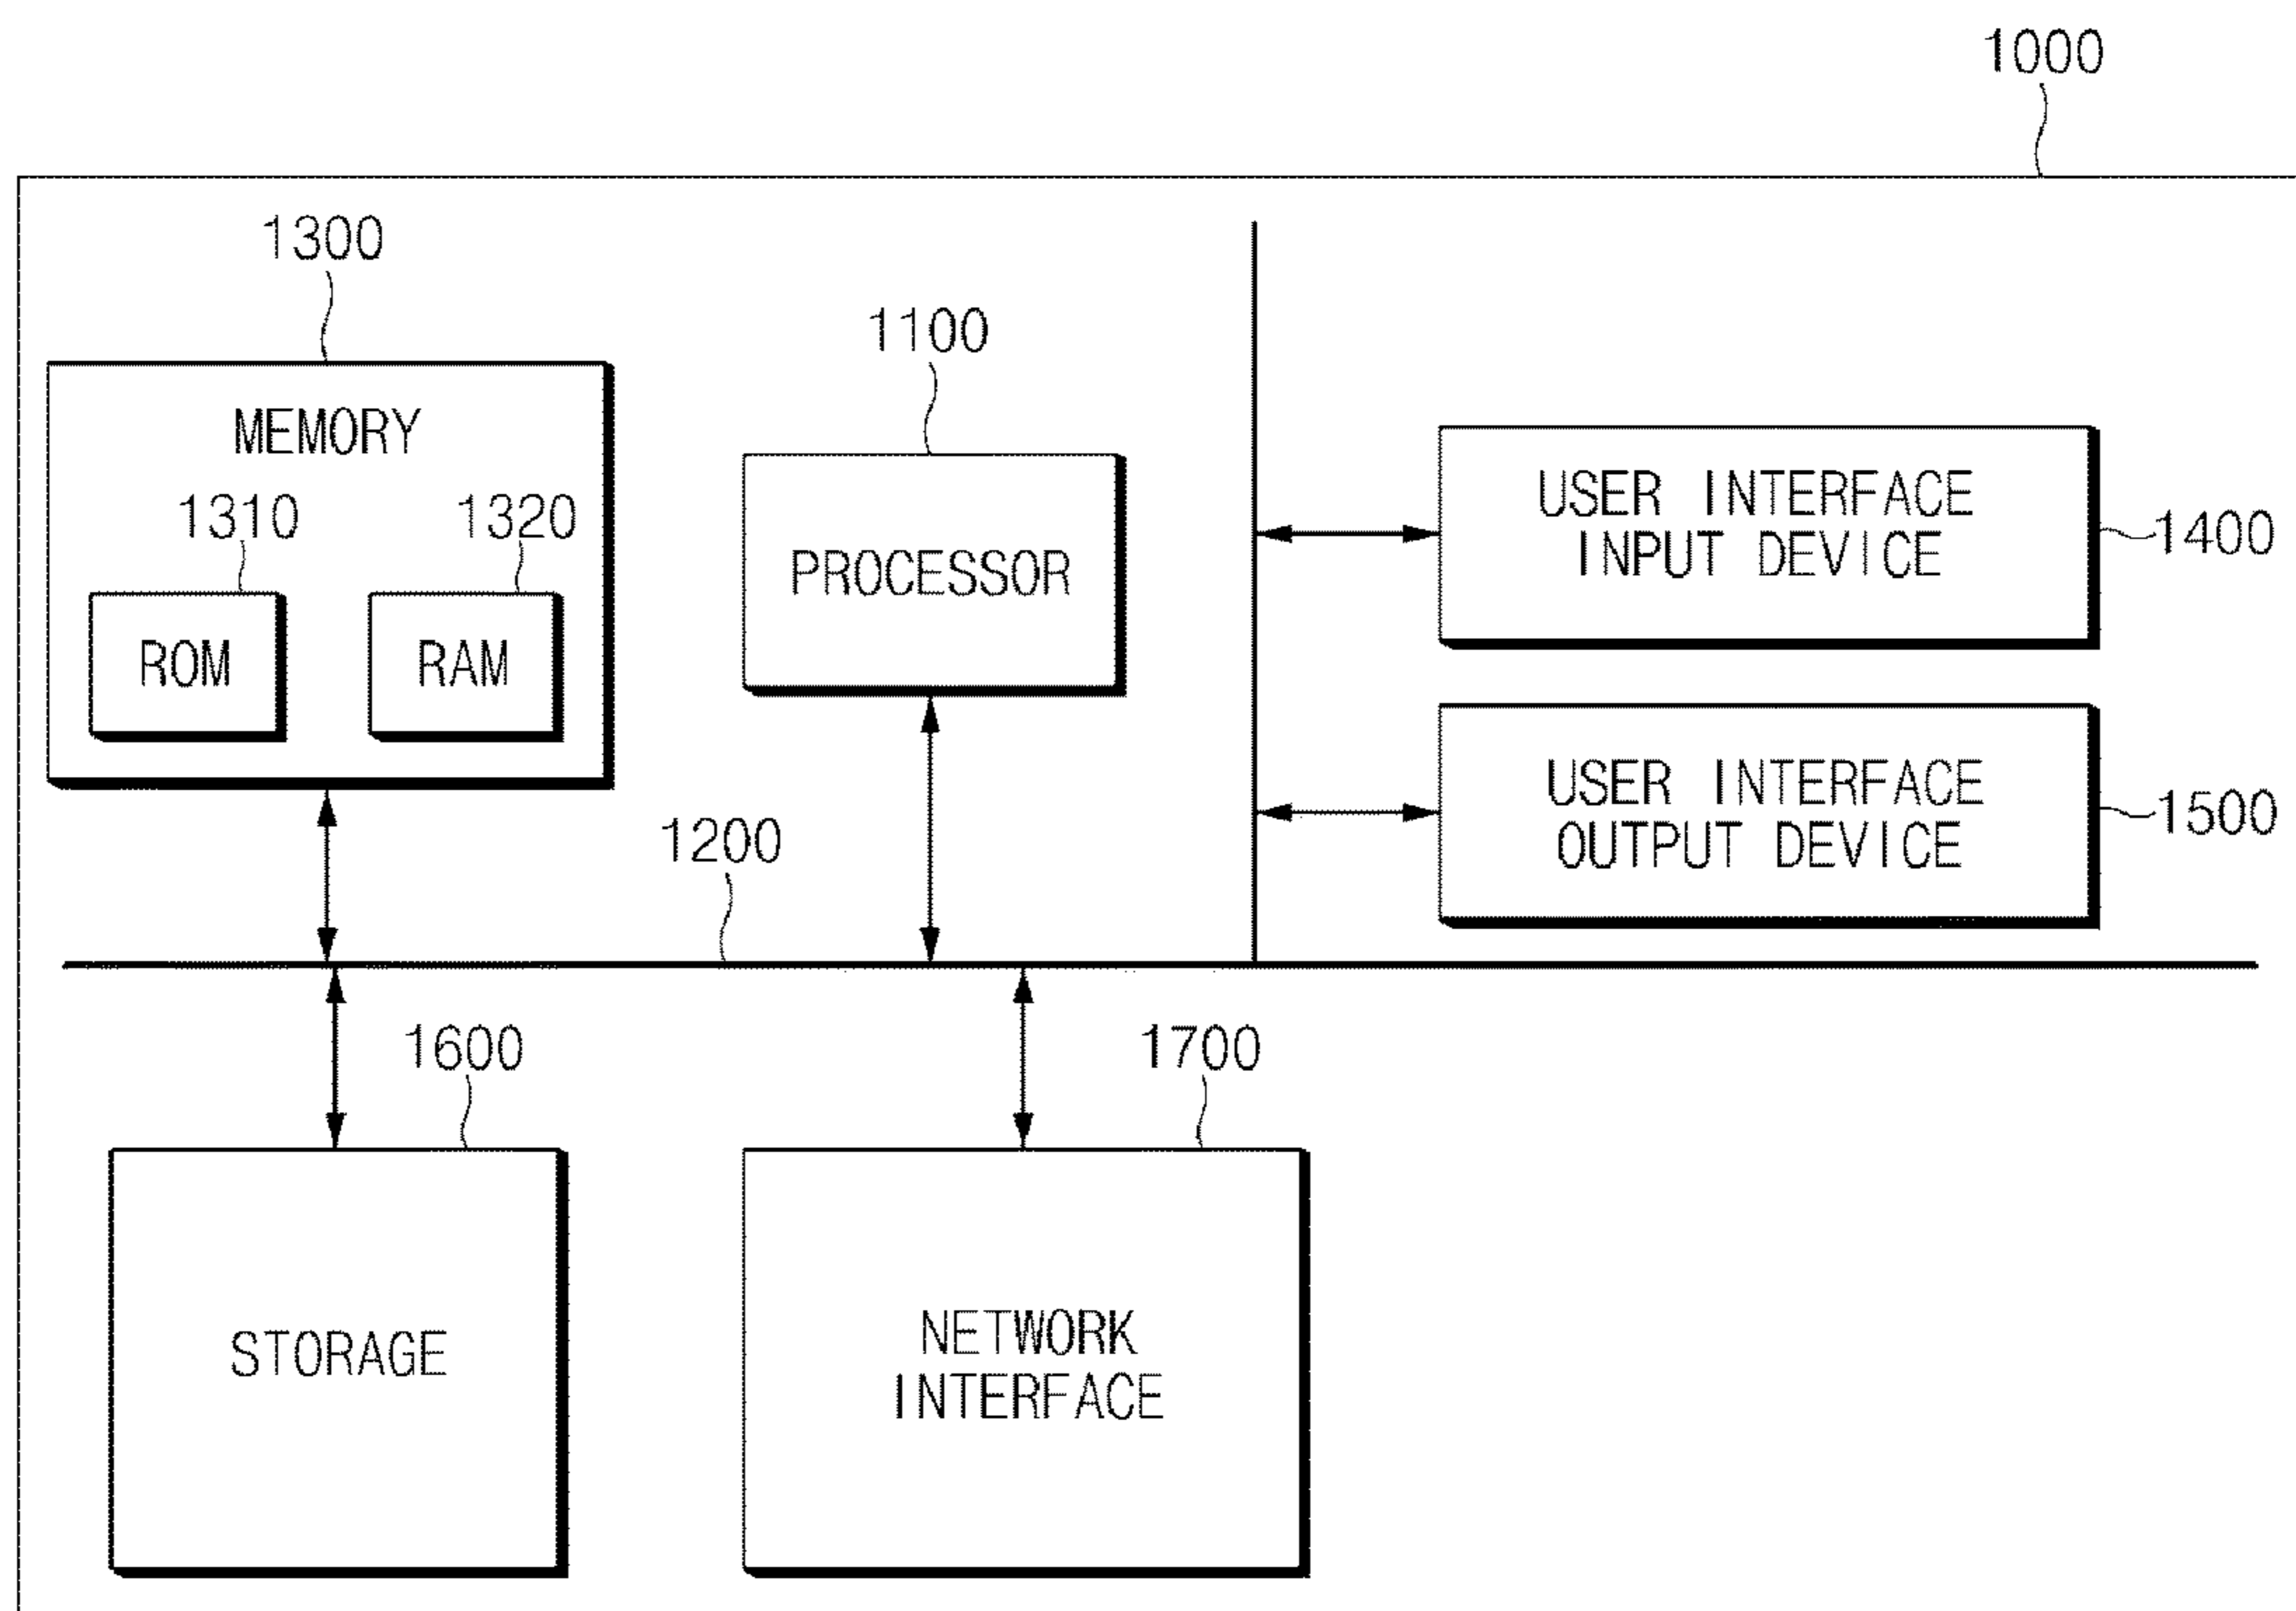 1000
1300
1100
MEMORY
1310
1320
ROM
RAM
PROCESSOR
USER INTERFACE
INPUT DEVICE
1400
USER INTERFACE
OUTPUT DEVICE
1500
1200
1600
1700
STORAGE
NETWORK
INTERFACE